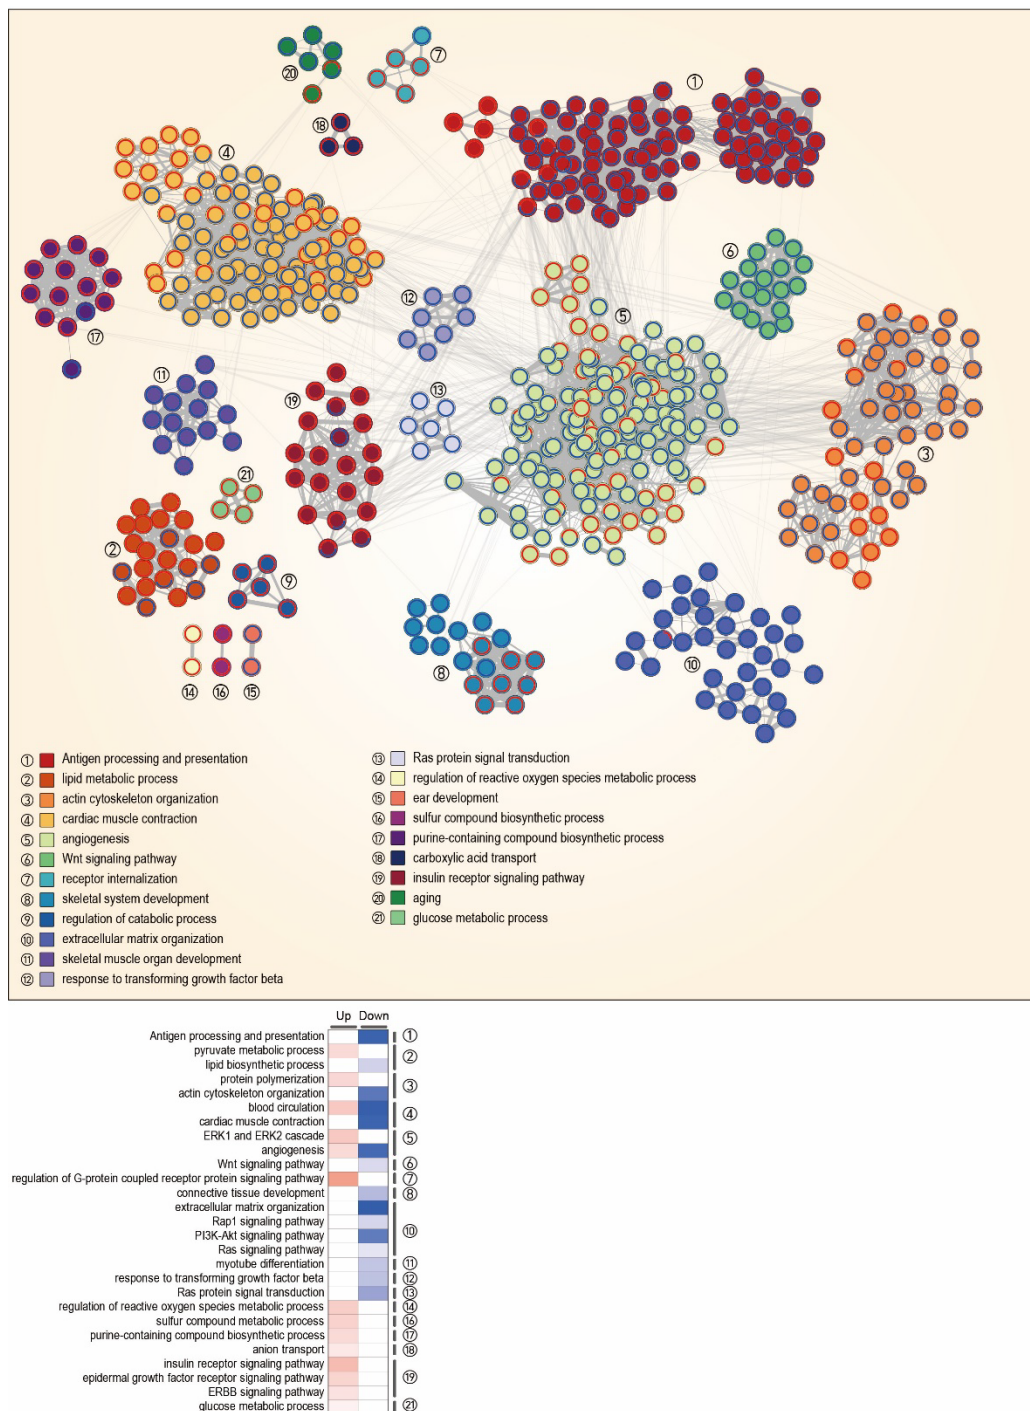 ⑳
⑦
①
⑱
④
⑥
⑫
⑤
⑰
⑪
⑬
⑲
③
㉑
②
⑨
⑩
⑧
⑭ ⑯ ⑮
① Antigen processing and presentation
② lipid metabolic process
③ actin cytoskeleton organization
④ cardiac muscle contraction
⑤ angiogenesis
⑥ Wnt signaling pathway
⑦ receptor internalization
⑧ skeletal system development
⑨ regulation of catabolic process
⑩ extracellular matrix organization
⑪ skeletal muscle organ development
⑫ response to transforming growth factor beta
⑬ Ras protein signal transduction
⑭ regulation of reactive oxygen species metabolic process
⑮ ear development
⑯ sulfur compound biosynthetic process
⑰ purine-containing compound biosynthetic process
⑱ carboxylic acid transport
⑲ insulin receptor signaling pathway
⑳ aging
㉑ glucose metabolic process
Up Down
Antigen processing and presentation ①
pyruvate metabolic process
②
lipid biosynthetic process
protein polymerization
③
actin cytoskeleton organization
blood circulation
④
cardiac muscle contraction
ERK1 and ERK2 cascade
⑤
angiogenesis
Wnt signaling pathway ⑥
regulation of G-protein coupled receptor protein signaling pathway ⑦
connective tissue development ⑧
extracellular matrix organization
Rap1 signaling pathway
⑩
PI3K-Akt signaling pathway
Ras signaling pathway
myotube differentiation ⑪
response to transforming growth factor beta ⑫
Ras protein signal transduction ⑬
regulation of reactive oxygen species metabolic process ⑭
sulfur compound metabolic process ⑯
purine-containing compound biosynthetic process ⑰
anion transport ⑱
insulin receptor signaling pathway
epidermal growth factor receptor signaling pathway ⑲
ERBB signaling pathway
glucose metabolic process ㉑